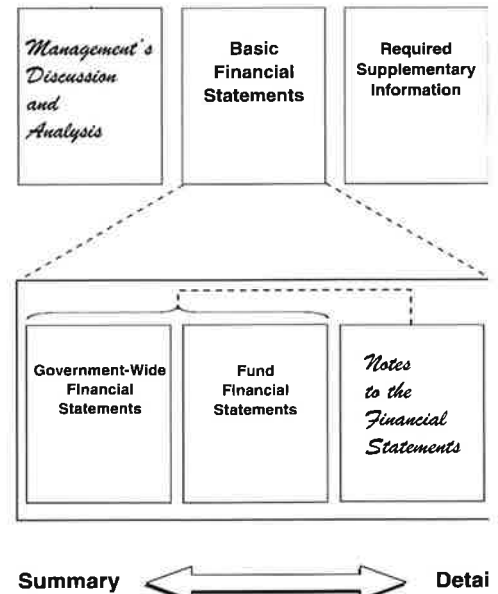 Management's
Discussion
and
Analysis
Basic
Financial
Statements
Required
Supplementary
Information
Government-Wide
Financial
Statements
Fund
Financial
Statements
Notes
to the
Financial
Statements
Summary
Detai